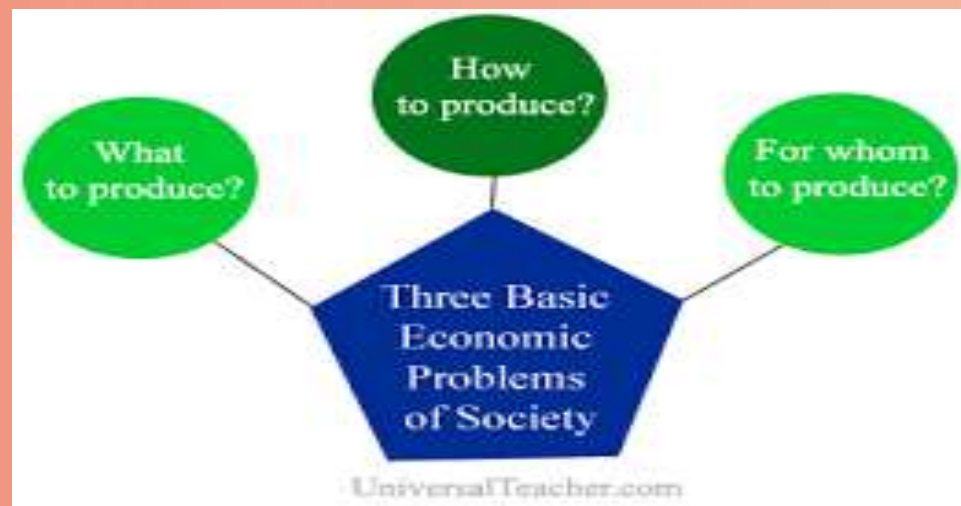 How
to produce?
What
to produce?
For whom
to produce?
Three Basic
Economic
Problems
of Society
UniversalTeacher.com